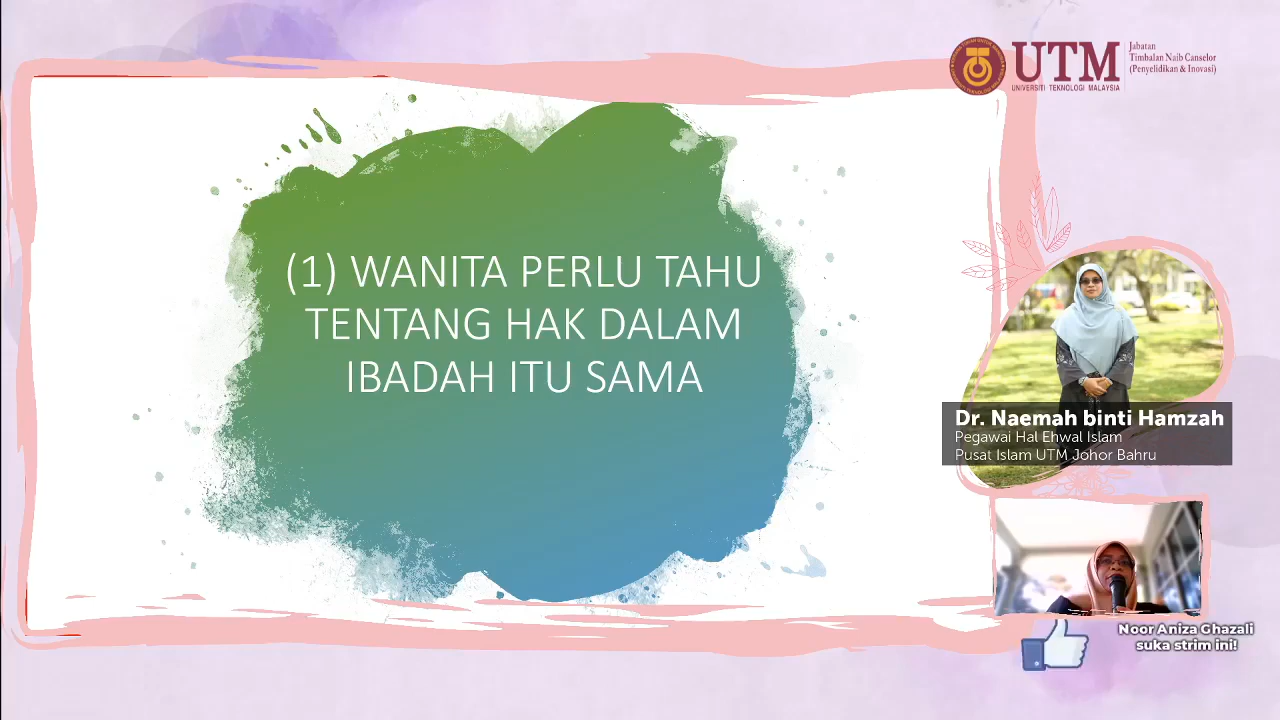 UTM
UNIVERSITI TEKNOLOGI MALAYSIA
Jabatan
Timbalan Naib Canselor
(Penyelidikan & Inovasi)
(1) WANITA PERLU TAHU
TENTANG HAK DALAM
IBADAH ITU SAMA
Dr. Naemah binti Hamzah
Pegawai Hal Ehwal Islam
Pusat Islam UTM Johor Bahru
Noor Aniza Ghazali
suka strim ini!